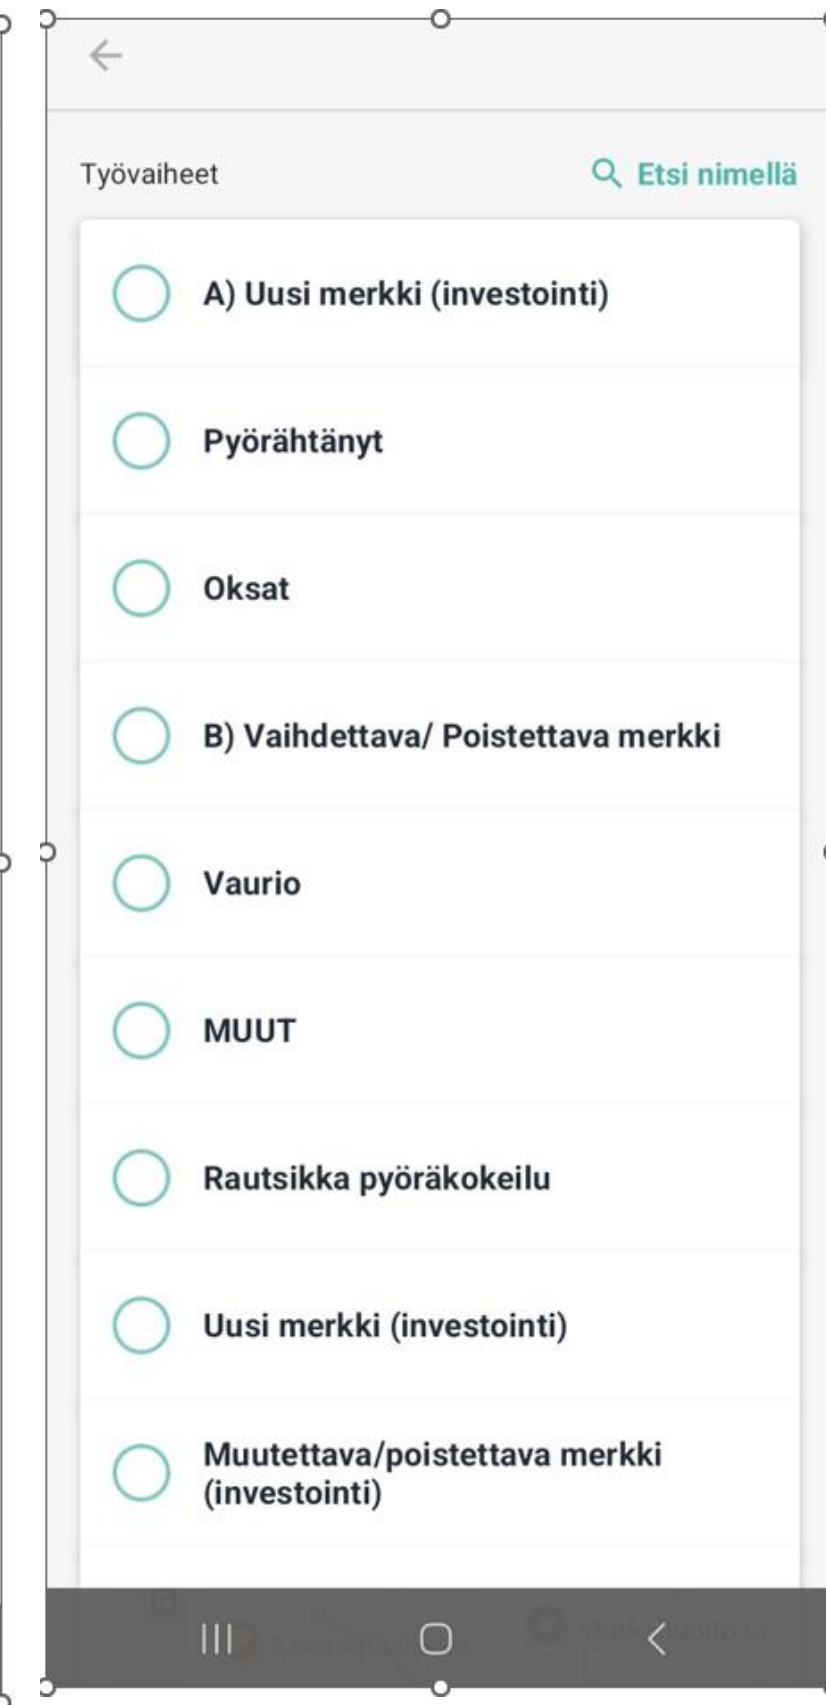 Työvaiheet
Etsi nimellä
A) Uusi merkki (investointi)
Pyörähtänyt
Oksat
B) Vaihdettava/ Poistettava merkki
Vaurio
MUUT
Rautsikka pyöräkokeilu
Uusi merkki (investointi)
Muutettava/poistettava merkki
(investointi)